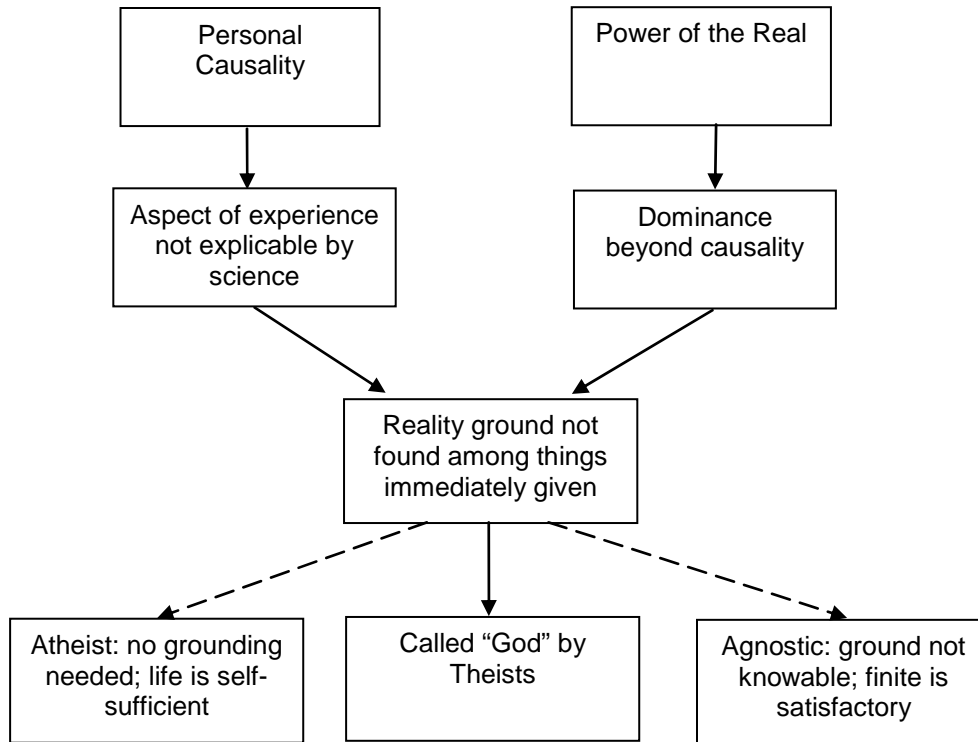 Personal
Causality
Power of the Real
Aspect of experience
not explicable by
science
Dominance
beyond causality
Reality ground not
found among things
immediately given
Atheist: no grounding
needed; life is self-
sufficient
Called “God” by
Theists
Agnostic: ground not
knowable; finite is
satisfactory